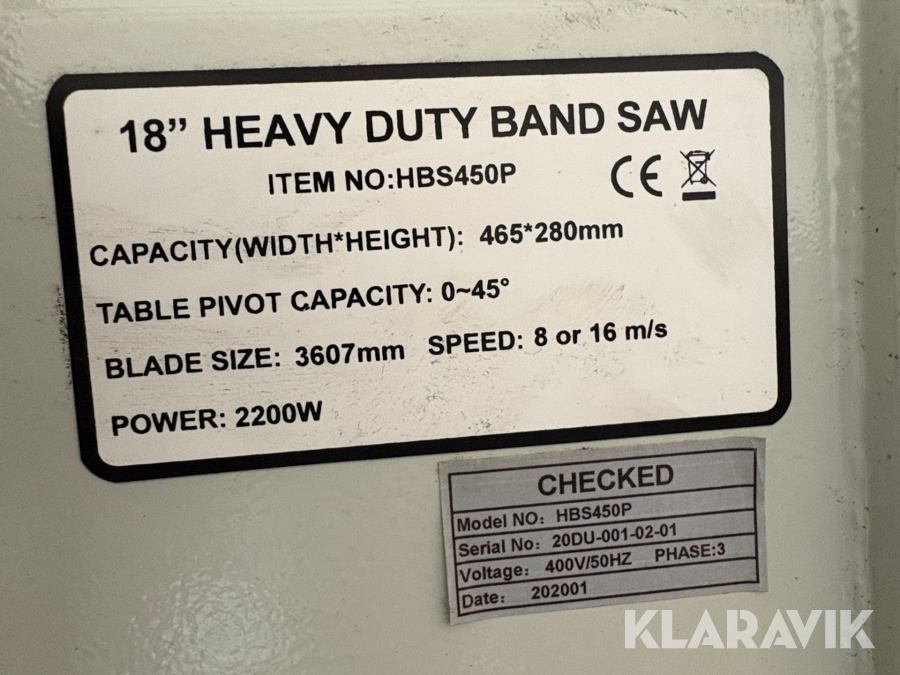 18” HEAVY DUTY BAND SAW
ITEM NO:HBS450P
CE
CAPACITY(WIDTH*HEIGHT): 465*280mm
TABLE PIVOT CAPACITY: 0~45°
BLADE SIZE: 3607mm SPEED: 8 or 16 m/s
POWER: 2200W
CHECKED
Model NO: HBS450P
Serial No: 20DU-001-02-01
Voltage: 400V/50HZ PHASE:3
Date: 202001
KLARAVIK